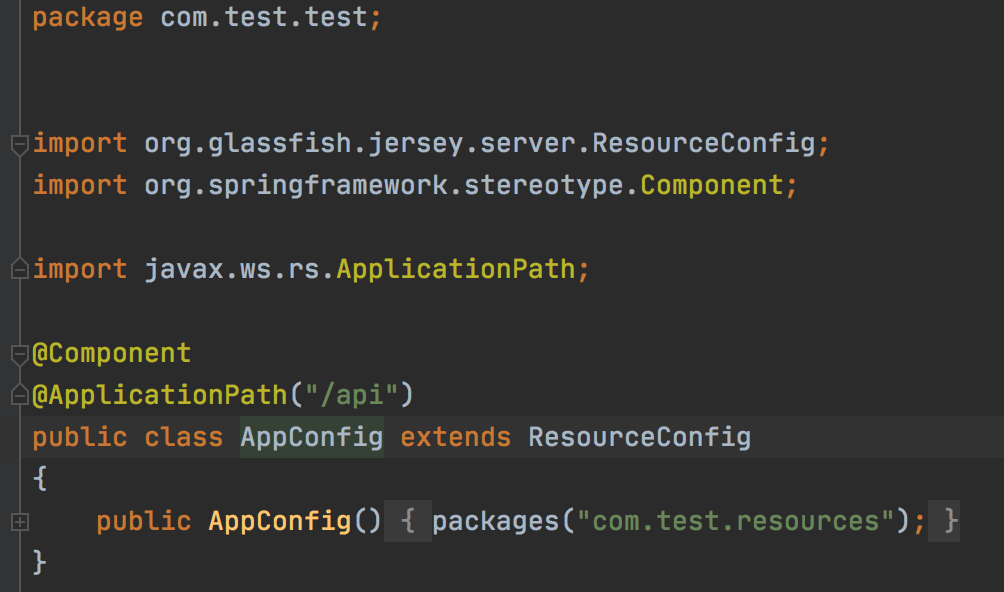 package com.test.test;
import org.glassfish.jersey.server.ResourceConfig;
import org.springframework.stereotype.Component;
import javax.ws.rs.ApplicationPath;
@Component
@ApplicationPath("/api")
public class AppConfig extends ResourceConfig
{
public AppConfig() { packages("com.test.resources"); }
}